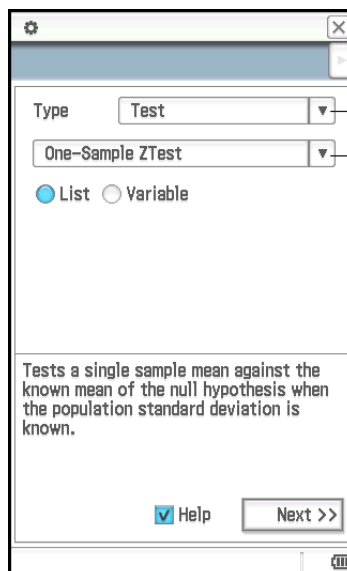 Type Test
One-Sample ZTest
List Variable
Tests a single sample mean against the
known mean of the null hypothesis when
the population standard deviation is
known.
Help Next >>